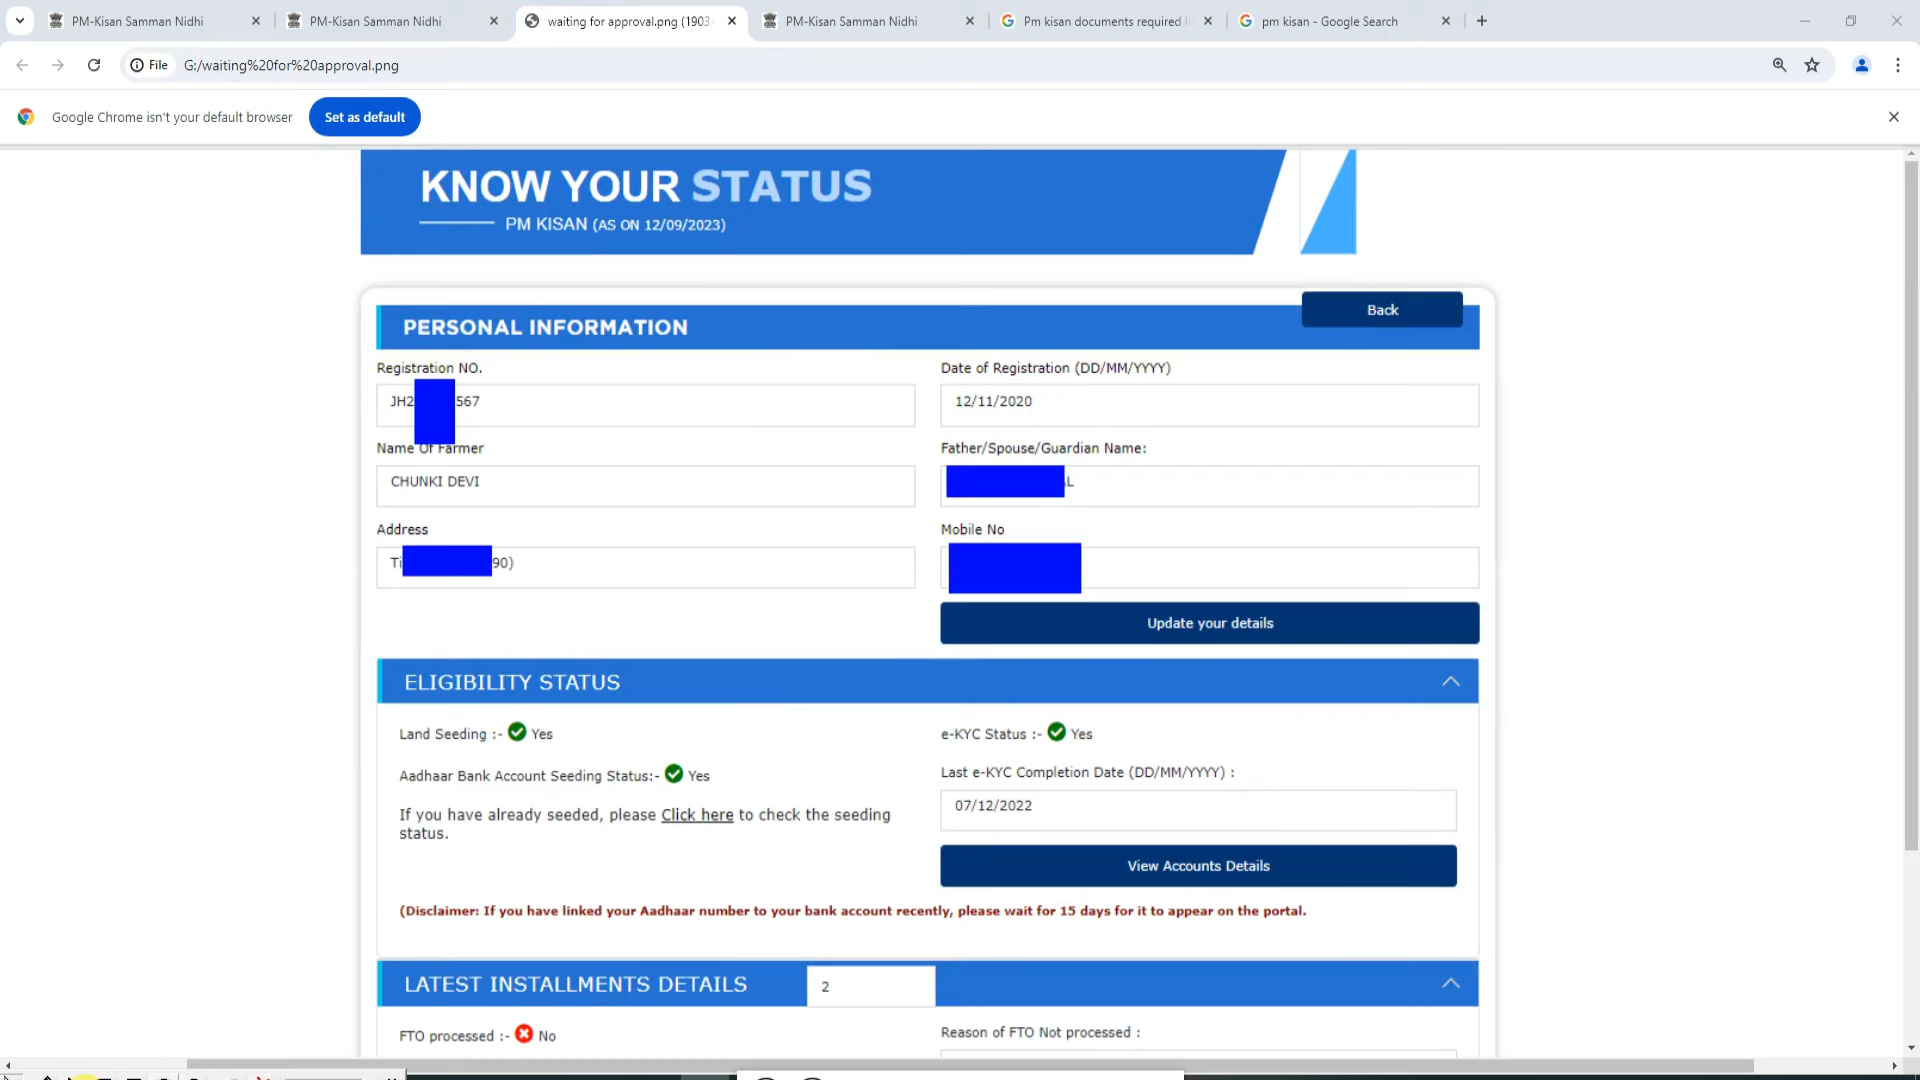 PM-Kisan Samman Nidhi
PM-Kisan Samman Nidhi
waiting for approval.png (1903
PM-Kisan Samman Nidhi
Pm kisan documents required l
pm kisan - Google Search
File
G:/waiting%20for%20approval.png
Google Chrome isn't your default browser
Set as default
KNOW YOUR STATUS
PM KISAN (AS ON 12/09/2023)
Back
PERSONAL INFORMATION
Registration NO.
Date of Registration (DD/MM/YYYY)
JH2 567
12/11/2020
Name Of Farmer
Father/Spouse/Guardian Name:
CHUNKI DEVI
L
Address
Mobile No
Ti 90)
Update your details
ELIGIBILITY STATUS
Land Seeding :- Yes
e-KYC Status :- Yes
Aadhaar Bank Account Seeding Status:- Yes
Last e-KYC Completion Date (DD/MM/YYYY) :
07/12/2022
If you have already seeded, please Click here to check the seeding
status.
View Accounts Details
(Disclaimer: If you have linked your Aadhaar number to your bank account recently, please wait for 15 days for it to appear on the portal.
LATEST INSTALLMENTS DETAILS
2
FTO processed :- No
Reason of FTO Not processed :